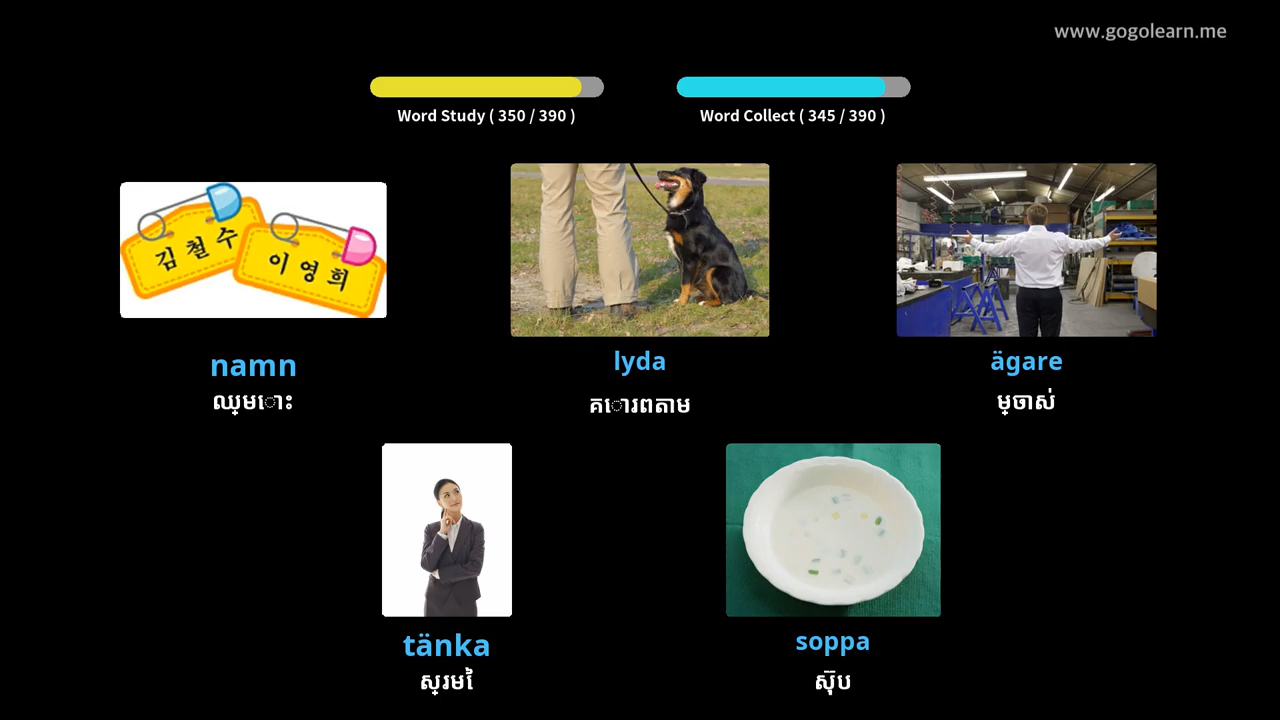 www.gogolearn.me
Word Study ( 350 / 390 )
Word Collect ( 345 / 390 )
김철수
이영희
namn
ឈ្មោះ
lyda
គោរពតាម
ägare
ម្ចាស់
tänka
ស្រមៃ
soppa
ស៊ុប